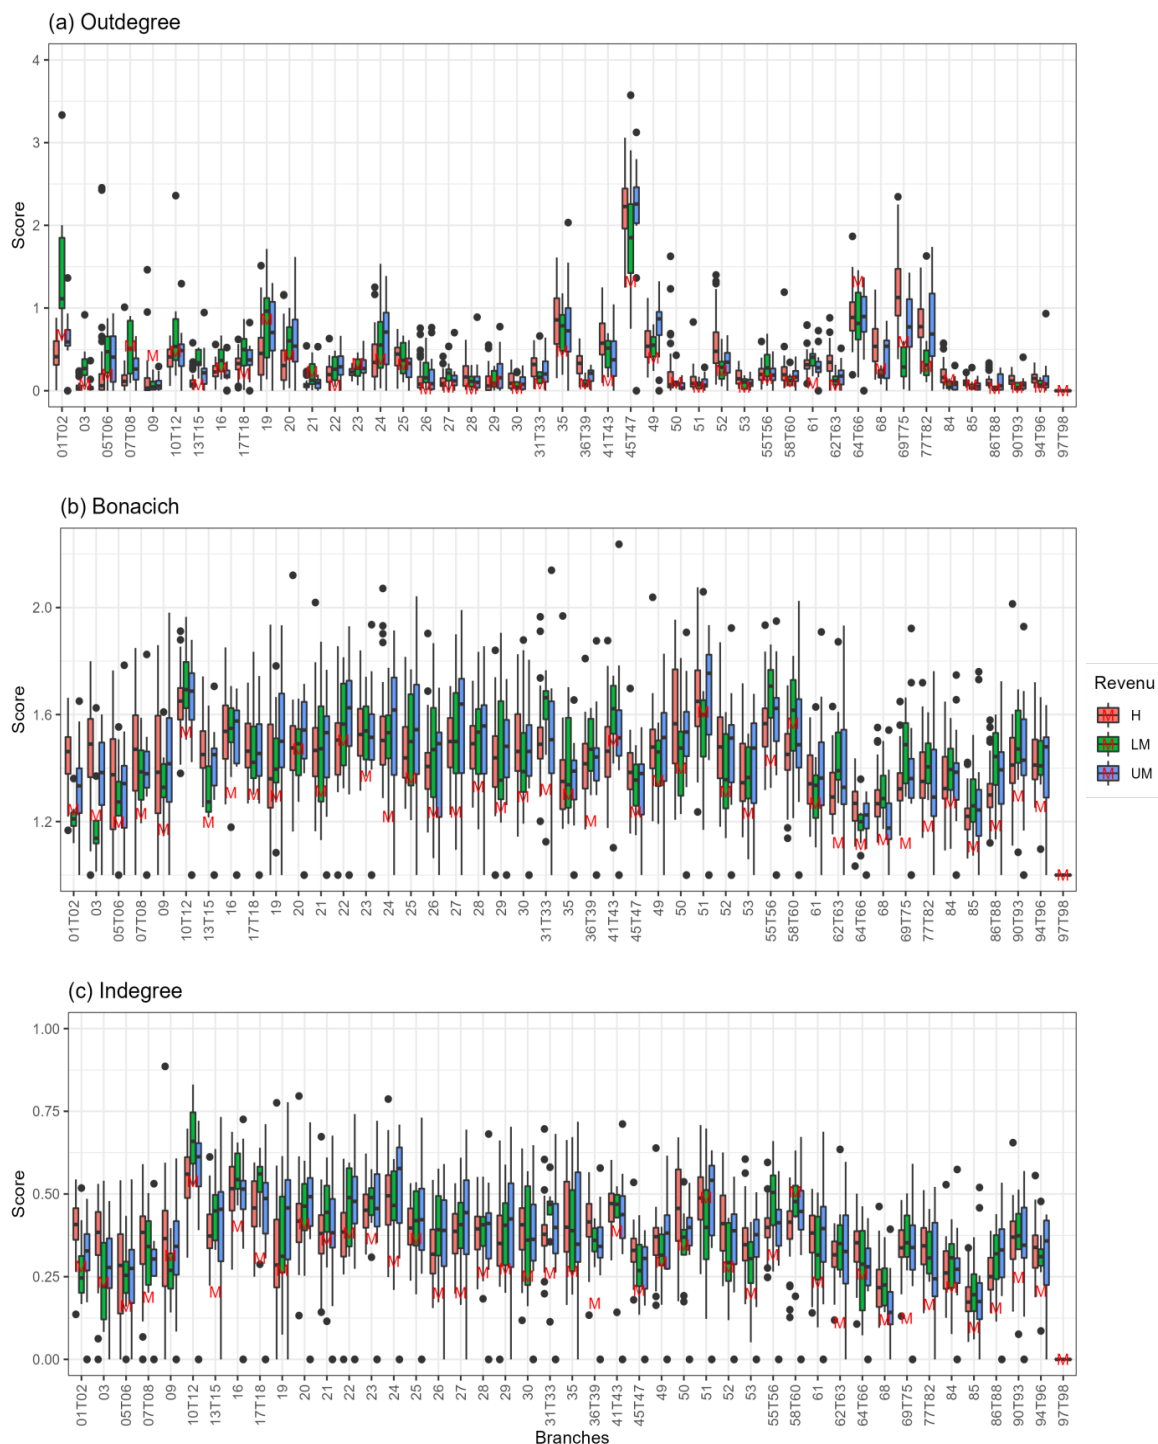 (a) Outdegree
4
3
2
1
0
Score
01T02 03 05T06 07T08 09 10T12 13T15 16 17T18 19 20 21 22 23 24 25 26 27 28 29 30 31T33 35 36T39 41T43 45T47 49 50 51 52 53 55T56 58T60 61 62T63 64T66 68 69T75 77T82 84 85 86T88 90T93 94T96 97T98
(b) Bonacich
2.0
1.6
1.2
Score
01T02 03 05T06 07T08 09 10T12 13T15 16 17T18 19 20 21 22 23 24 25 26 27 28 29 30 31T33 35 36T39 41T43 45T47 49 50 51 52 53 55T56 58T60 61 62T63 64T66 68 69T75 77T82 84 85 86T88 90T93 94T96 97T98
Revenu
M H
M LM
M UM
(c) Indegree
1.00
0.75
0.50
0.25
0.00
Score
01T02 03 05T06 07T08 09 10T12 13T15 16 17T18 19 20 21 22 23 24 25 26 27 28 29 30 31T33 35 36T39 41T43 45T47 49 50 51 52 53 55T56 58T60 61 62T63 64T66 68 69T75 77T82 84 85 86T88 90T93 94T96 97T98
Branches